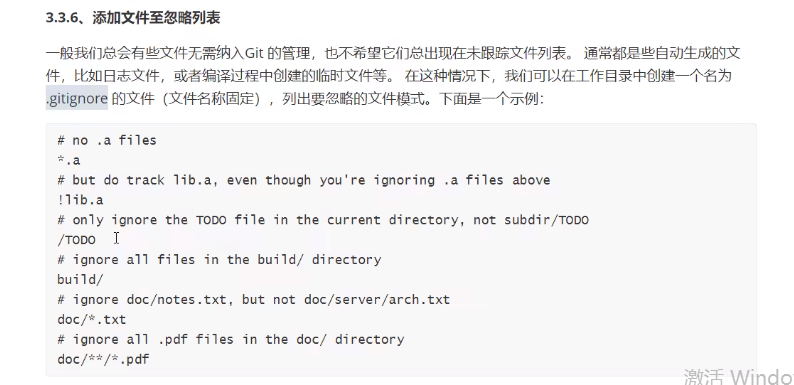 3.3.6、添加文件至忽略列表
一般我们总会有些文件无需纳入Git 的管理，也不希望它们总出现在未跟踪文件列表。 通常都是些自动生成的文
件，比如日志文件，或者编译过程中创建的临时文件等。 在这种情况下，我们可以在工作目录中创建一个名为
.gitignore 的文件（文件名称固定），列出要忽略的文件模式。下面是一个示例：
# no .a files
*.a
# but do track lib.a, even though you're ignoring .a files above
!lib.a
# only ignore the TODO file in the current directory, not subdir/TODO
/TODO
# ignore all files in the build/ directory
build/
# ignore doc/notes.txt, but not doc/server/arch.txt
doc/*.txt
# ignore all .pdf files in the doc/ directory
doc/**/*.pdf
激活 Windo